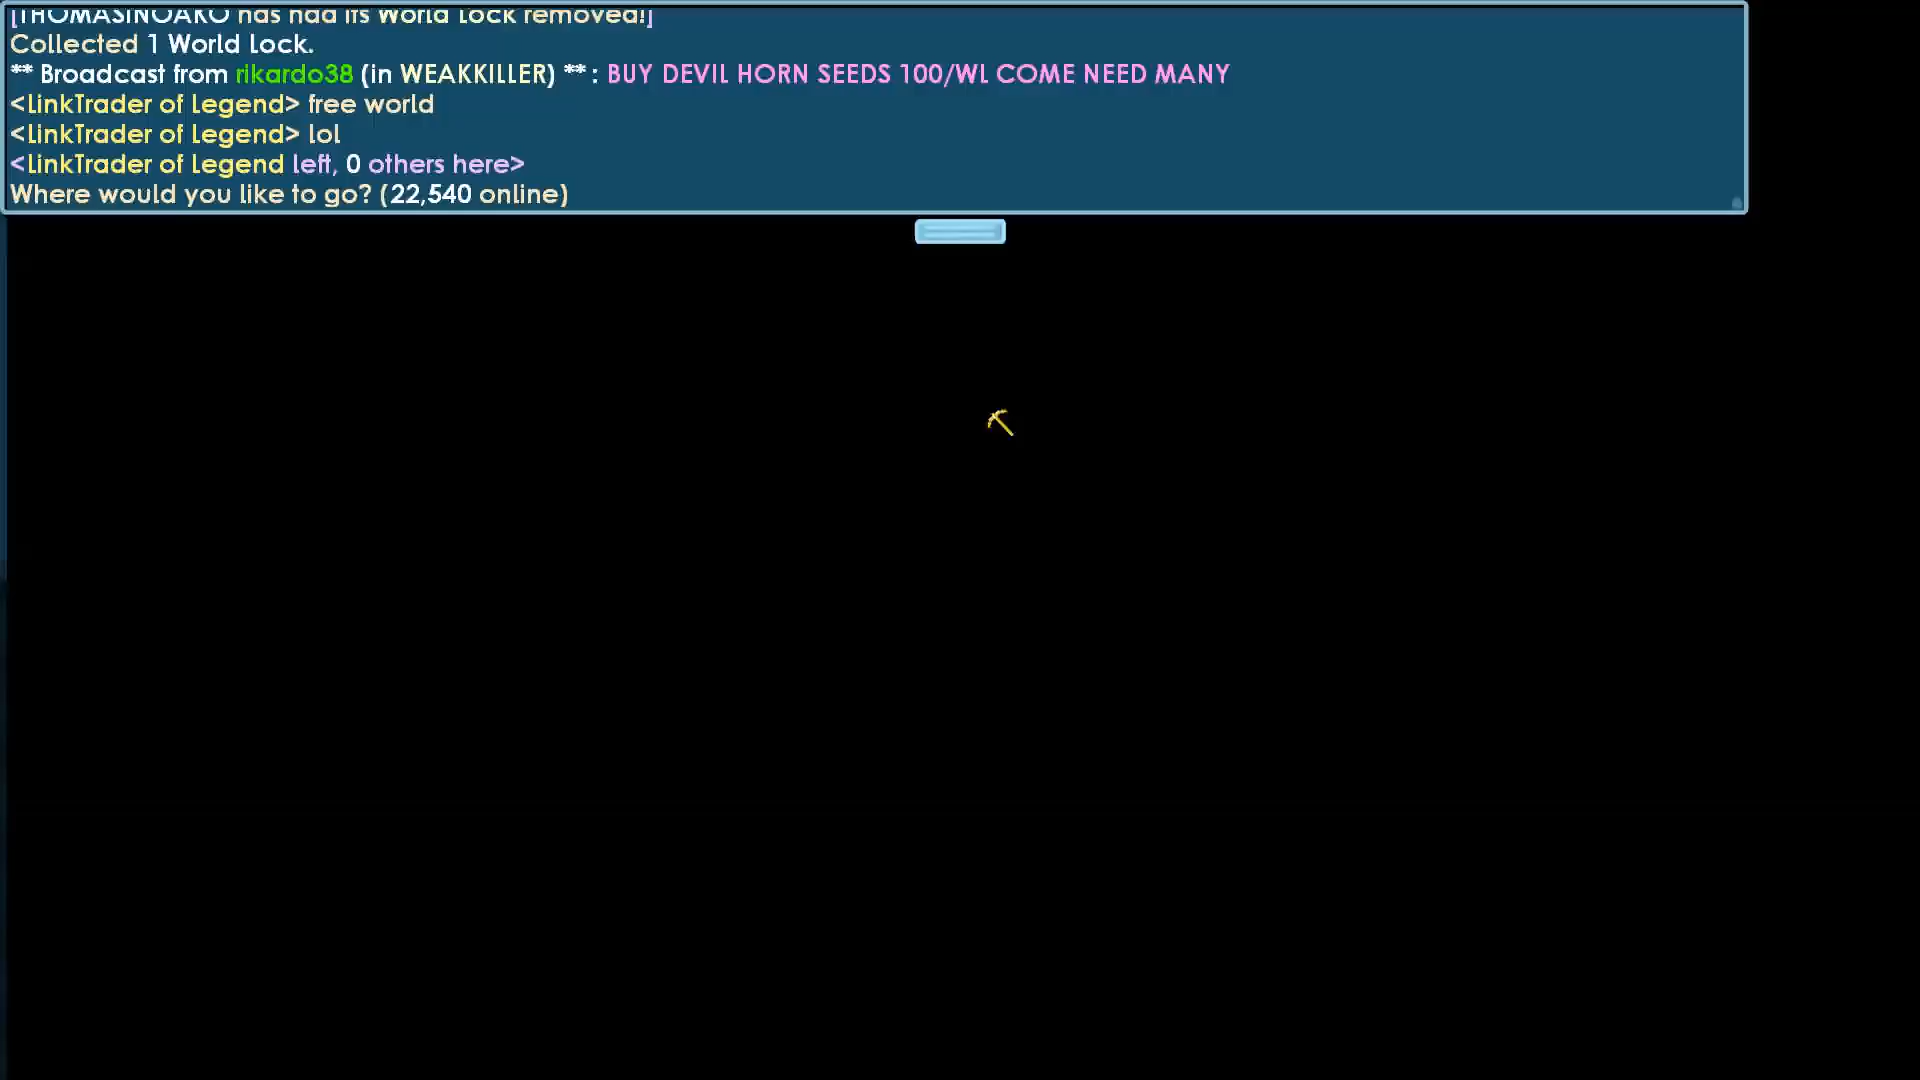 [THOMASINOAKO has had its World Lock removed!]
Collected 1 World Lock.
** Broadcast from rikardo38 (in WEAKKILLER) ** : BUY DEVIL HORN SEEDS 100/WL COME NEED MANY
<LinkTrader of Legend> free world
<LinkTrader of Legend> lol
<LinkTrader of Legend left, 0 others here>
Where would you like to go? (22,540 online)